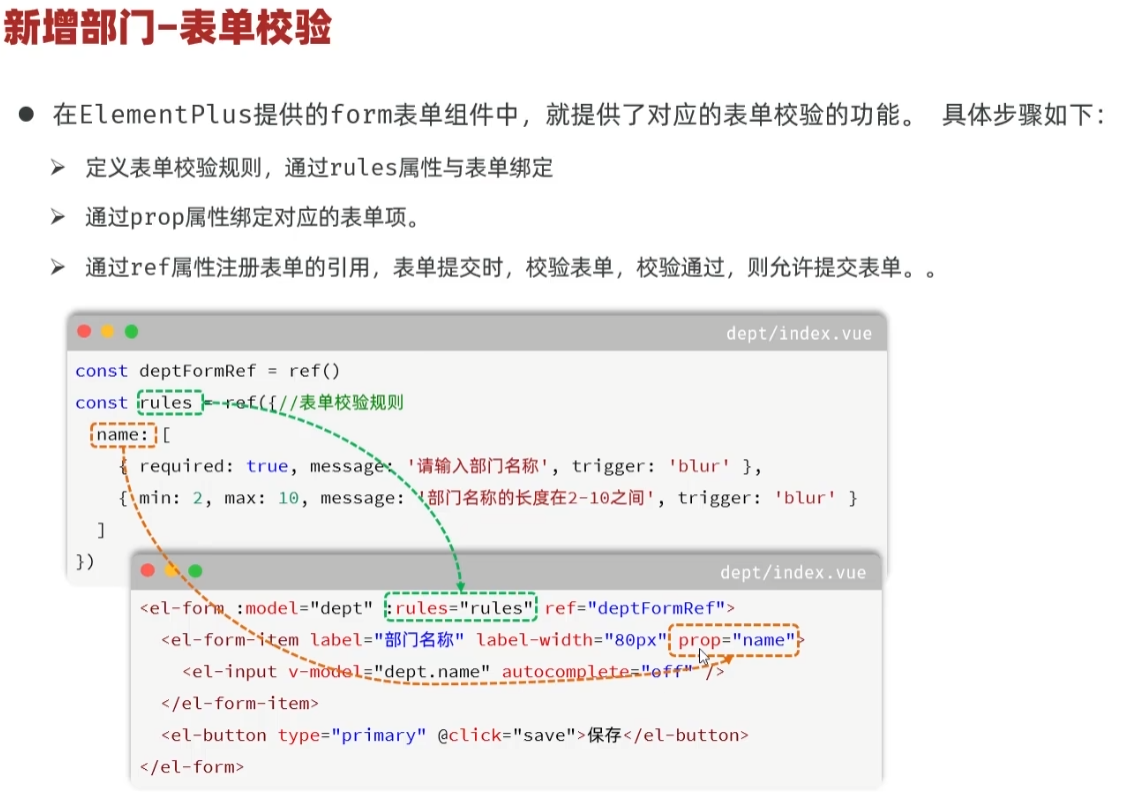 新增部门-表单校验
● 在ElementPlus提供的form表单组件中，就提供了对应的表单校验的功能。 具体步骤如下：
➢ 定义表单校验规则，通过rules属性与表单绑定
➢ 通过prop属性绑定对应的表单项。
➢ 通过ref属性注册表单的引用，表单提交时，校验表单，校验通过，则允许提交表单。。
dept/index.vue
const deptFormRef = ref()
const rules = ref({//表单校验规则
name: [
{ required: true, message: '请输入部门名称', trigger: 'blur' },
{ min: 2, max: 10, message: '部门名称的长度在2-10之间', trigger: 'blur' }
]
})
dept/index.vue
<el-form :model="dept" :rules="rules" ref="deptFormRef">
<el-form-item label="部门名称" label-width="80px" prop="name">
<el-input v-model="dept.name" autocomplete="off" />
</el-form-item>
<el-button type="primary" @click="save">保存</el-button>
</el-form>